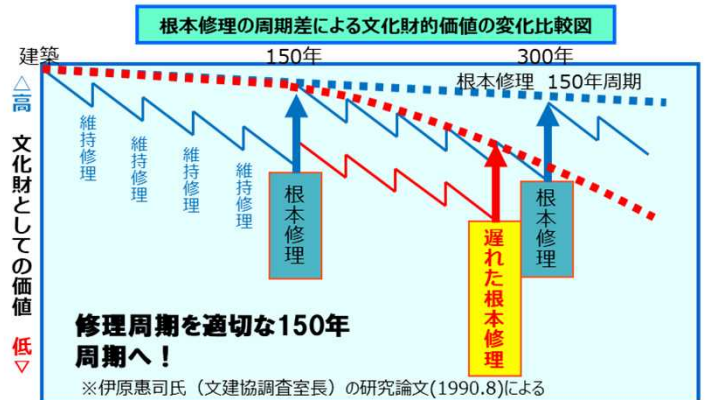 根本修理の周期差による文化財的価値の変化比較図
建築
150年
300年
根本修理 150年周期
△高 文化財としての価値 低▽
維持修理
維持修理
維持修理
維持修理
根本修理
遅れた根本修理
根本修理
修理周期を適切な150年
周期へ！
※伊原惠司氏（文建協調査室長）の研究論文(1990.8)による